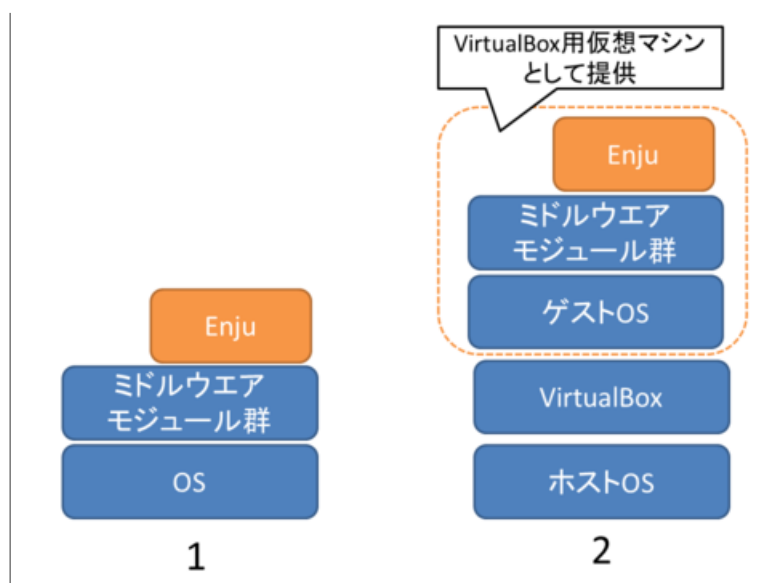 VirtualBox用仮想マシン
として提供
Enju
ミドルウエア
モジュール群
ゲストOS
VirtualBox
ホストOS
2
Enju
ミドルウエア
モジュール群
OS
1